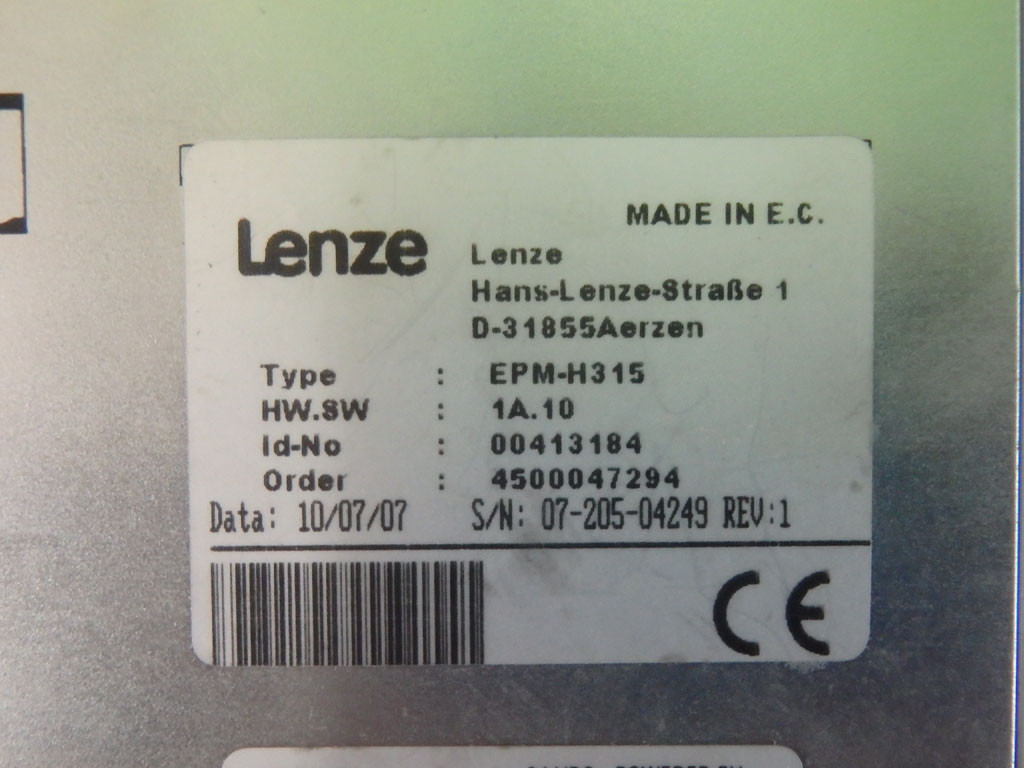 MADE IN E.C.
Lenze
Lenze
Hans-Lenze-Straße 1
D-31855Aerzen
Type : EPM-H315
HW.SW : 1A.10
Id-No : 00413184
Order : 4500047294
Data: 10/07/07 S/N: 07-205-04249 REV:1
CE